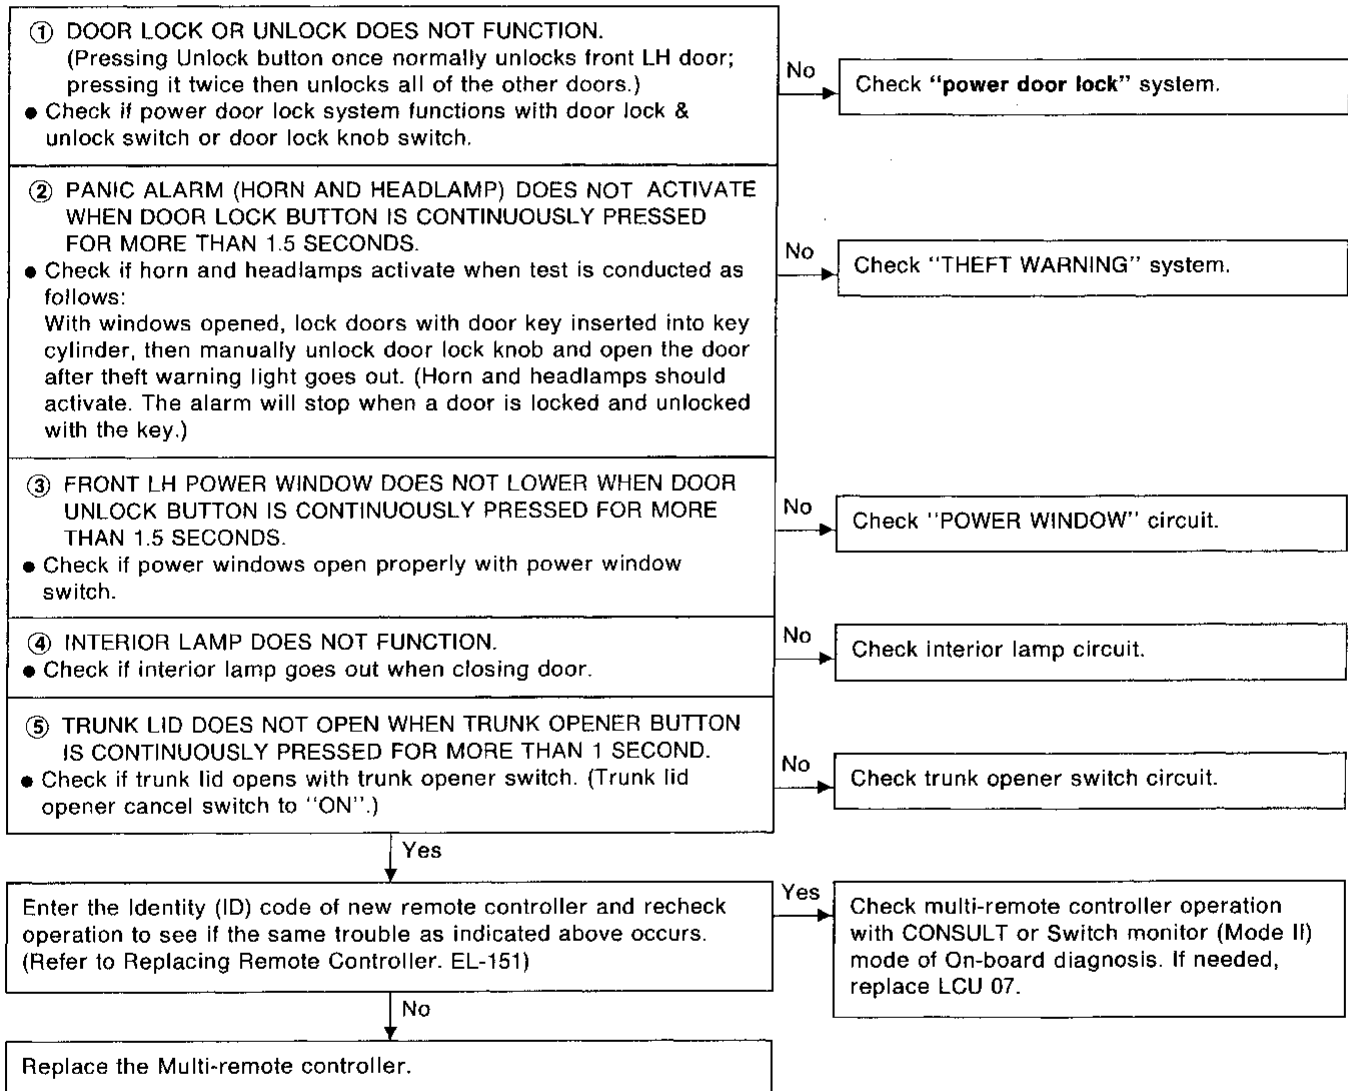 ① DOOR LOCK OR UNLOCK DOES NOT FUNCTION.
(Pressing Unlock button once normally unlocks front LH door;
pressing it twice then unlocks all of the other doors.)
● Check if power door lock system functions with door lock &
unlock switch or door lock knob switch.
No
Check "power door lock" system.
② PANIC ALARM (HORN AND HEADLAMP) DOES NOT ACTIVATE
WHEN DOOR LOCK BUTTON IS CONTINUOUSLY PRESSED
FOR MORE THAN 1.5 SECONDS.
● Check if horn and headlamps activate when test is conducted as
follows:
With windows opened, lock doors with door key inserted into key
cylinder, then manually unlock door lock knob and open the door
after theft warning light goes out. (Horn and headlamps should
activate. The alarm will stop when a door is locked and unlocked
with the key.)
No
Check "THEFT WARNING" system.
③ FRONT LH POWER WINDOW DOES NOT LOWER WHEN DOOR
UNLOCK BUTTON IS CONTINUOUSLY PRESSED FOR MORE
THAN 1.5 SECONDS.
● Check if power windows open properly with power window
switch.
No
Check "POWER WINDOW" circuit.
④ INTERIOR LAMP DOES NOT FUNCTION.
● Check if interior lamp goes out when closing door.
No
Check interior lamp circuit.
⑤ TRUNK LID DOES NOT OPEN WHEN TRUNK OPENER BUTTON
IS CONTINUOUSLY PRESSED FOR MORE THAN 1 SECOND.
● Check if trunk lid opens with trunk opener switch. (Trunk lid
opener cancel switch to "ON".)
No
Check trunk opener switch circuit.
Yes
Enter the Identity (ID) code of new remote controller and recheck
operation to see if the same trouble as indicated above occurs.
(Refer to Replacing Remote Controller. EL-151)
Yes
Check multi-remote controller operation
with CONSULT or Switch monitor (Mode II)
mode of On-board diagnosis. If needed,
replace LCU 07.
No
Replace the Multi-remote controller.